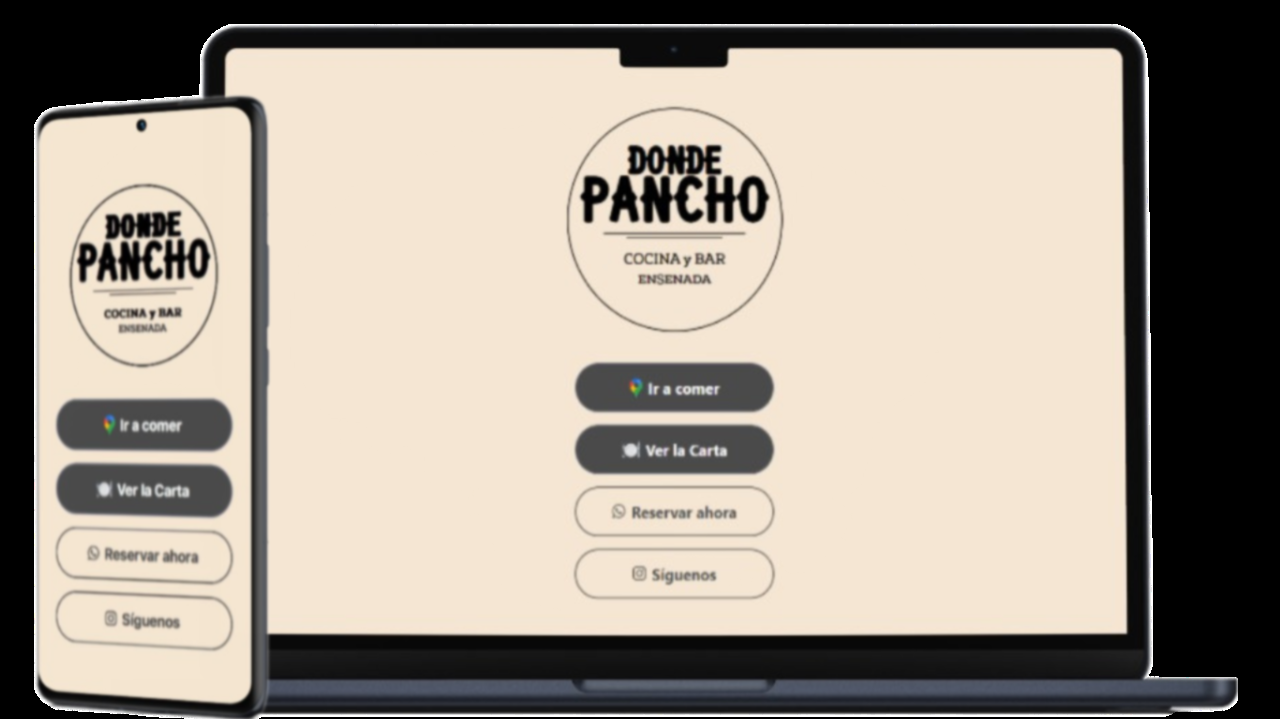 DONDE
PANCHO
COCINA y BAR
ENSENADA
Ir a comer
Ver la Carta
Reservar ahora
Síguenos
DONDE
PANCHO
COCINA y BAR
ENSENADA
Ir a comer
Ver la Carta
Reservar ahora
Síguenos